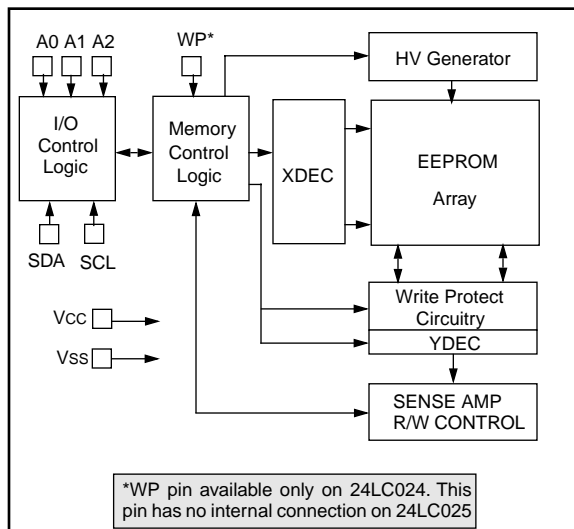 A0 A1 A2
WP*
HV Generator
I/O
Control
Logic
Memory
Control
Logic
XDEC
EEPROM
Array
SDA
SCL
Write Protect
Circuitry
YDEC
VCC
VSS
SENSE AMP
R/W CONTROL
*WP pin available only on 24LC024. This
pin has no internal connection on 24LC025